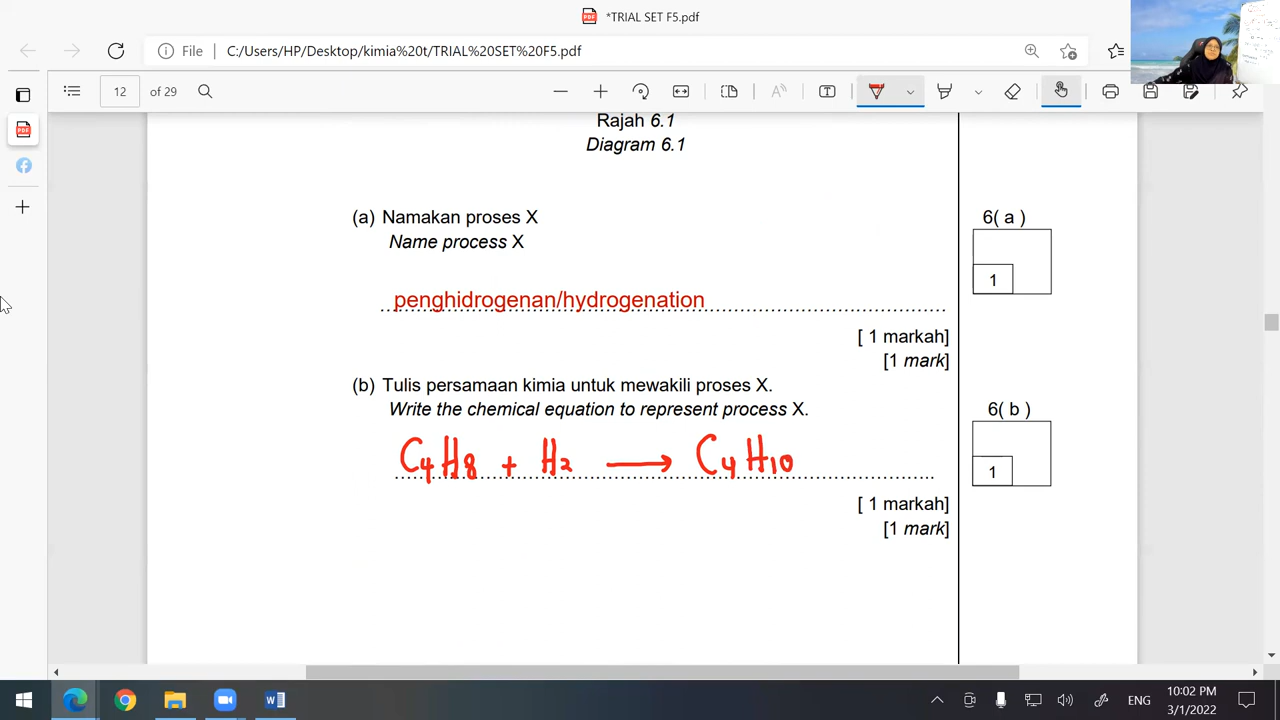 *TRIAL SET F5.pdf
File C:/Users/HP/Desktop/kimia%20t/TRIAL%20SET%20F5.pdf
12 of 29
Rajah 6.1
Diagram 6.1
(a) Namakan proses X
6( a )
Name process X
1
penghidrogenan/hydrogenation
[ 1 markah]
[1 mark]
(b) Tulis persamaan kimia untuk mewakili proses X.
Write the chemical equation to represent process X.
6( b )
C4H8 + H2 → C4H10
1
[ 1 markah]
[1 mark]
ENG
10:02 PM
3/1/2022